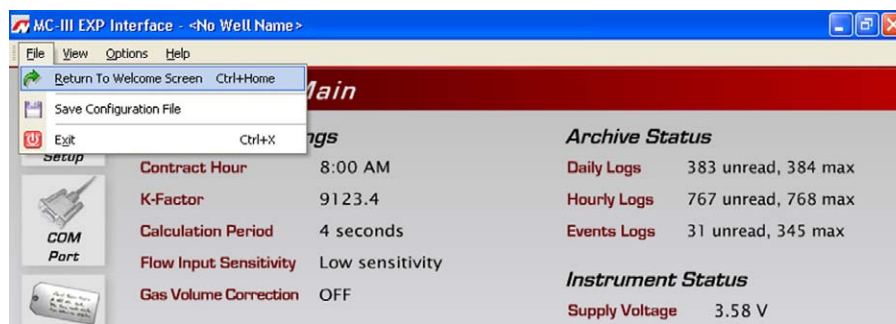 MC-III EXP Interface - <No Well Name>
File View Options Help
Return To Welcome Screen Ctrl+Home
Save Configuration File
Exit Ctrl+X
Main
Setup
COM
Port
ngs
Contract Hour 8:00 AM
K-Factor 9123.4
Calculation Period 4 seconds
Flow Input Sensitivity Low sensitivity
Gas Volume Correction OFF
Archive Status
Daily Logs 383 unread, 384 max
Hourly Logs 767 unread, 768 max
Events Logs 31 unread, 345 max
Instrument Status
Supply Voltage 3.58 V